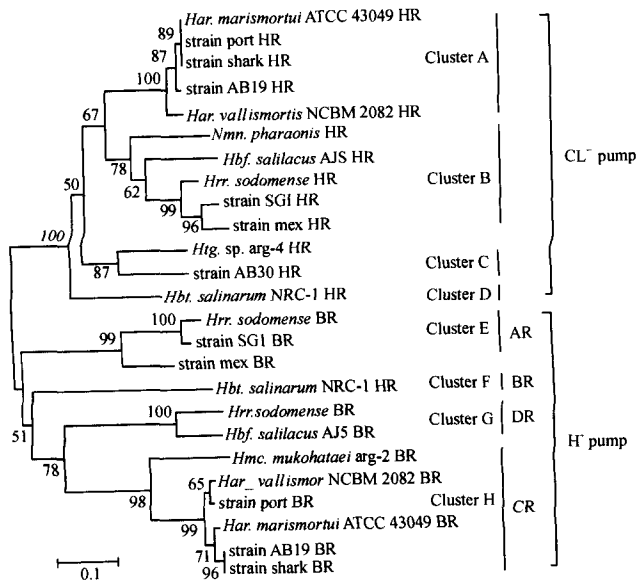 Har. marismortui ATCC 43049 HR
89
strain port HR
87
strain shark HR
Cluster A
100
strain AB19 HR
67
Har. vallismortis NCBM 2082 HR
Nmn. pharaonis HR
78
Hbf. salilacus AJS HR
CL⁻ pump
62
Hrr. sodomense HR
Cluster B
50
99
strain SG1 HR
96
strain mex HR
100
Htg. sp. arg-4 HR
Cluster C
87
strain AB30 HR
Hbt. salinarum NRC-1 HR
Cluster D
100
Hrr. sodomense BR
Cluster E
AR
99
strain SG1 BR
strain mex BR
Hbt. salinarum NRC-1 HR
Cluster F
BR
100
Hrr.sodomense BR
Cluster G
DR
51
Hbf. salilacus AJ5 BR
H⁻ pump
78
Hmc. mukohataei arg-2 BR
65
Har_ vallismor NCBM 2082 BR
98
strain port BR
Cluster H
CR
99
Har. marismortui ATCC 43049 BR
71
strain AB19 BR
96
strain shark BR
0.1